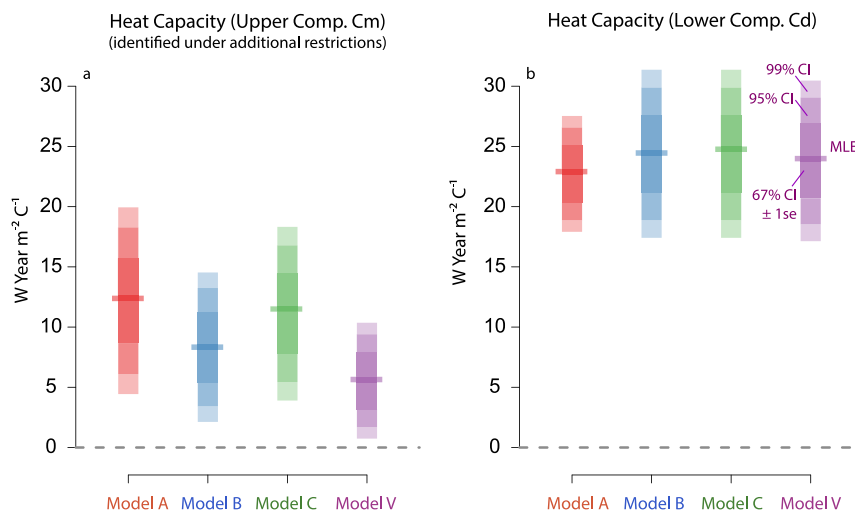 Heat Capacity (Upper Comp. Cm)
(identified under additional restrictions)
a
W Year m⁻² C⁻¹
30
25
20
15
10
5
0
Model A Model B Model C Model V
Heat Capacity (Lower Comp. Cd)
b
W Year m⁻² C⁻¹
30
25
20
15
10
5
0
99% CI
95% CI
MLE
67% CI
± 1se
Model A Model B Model C Model V